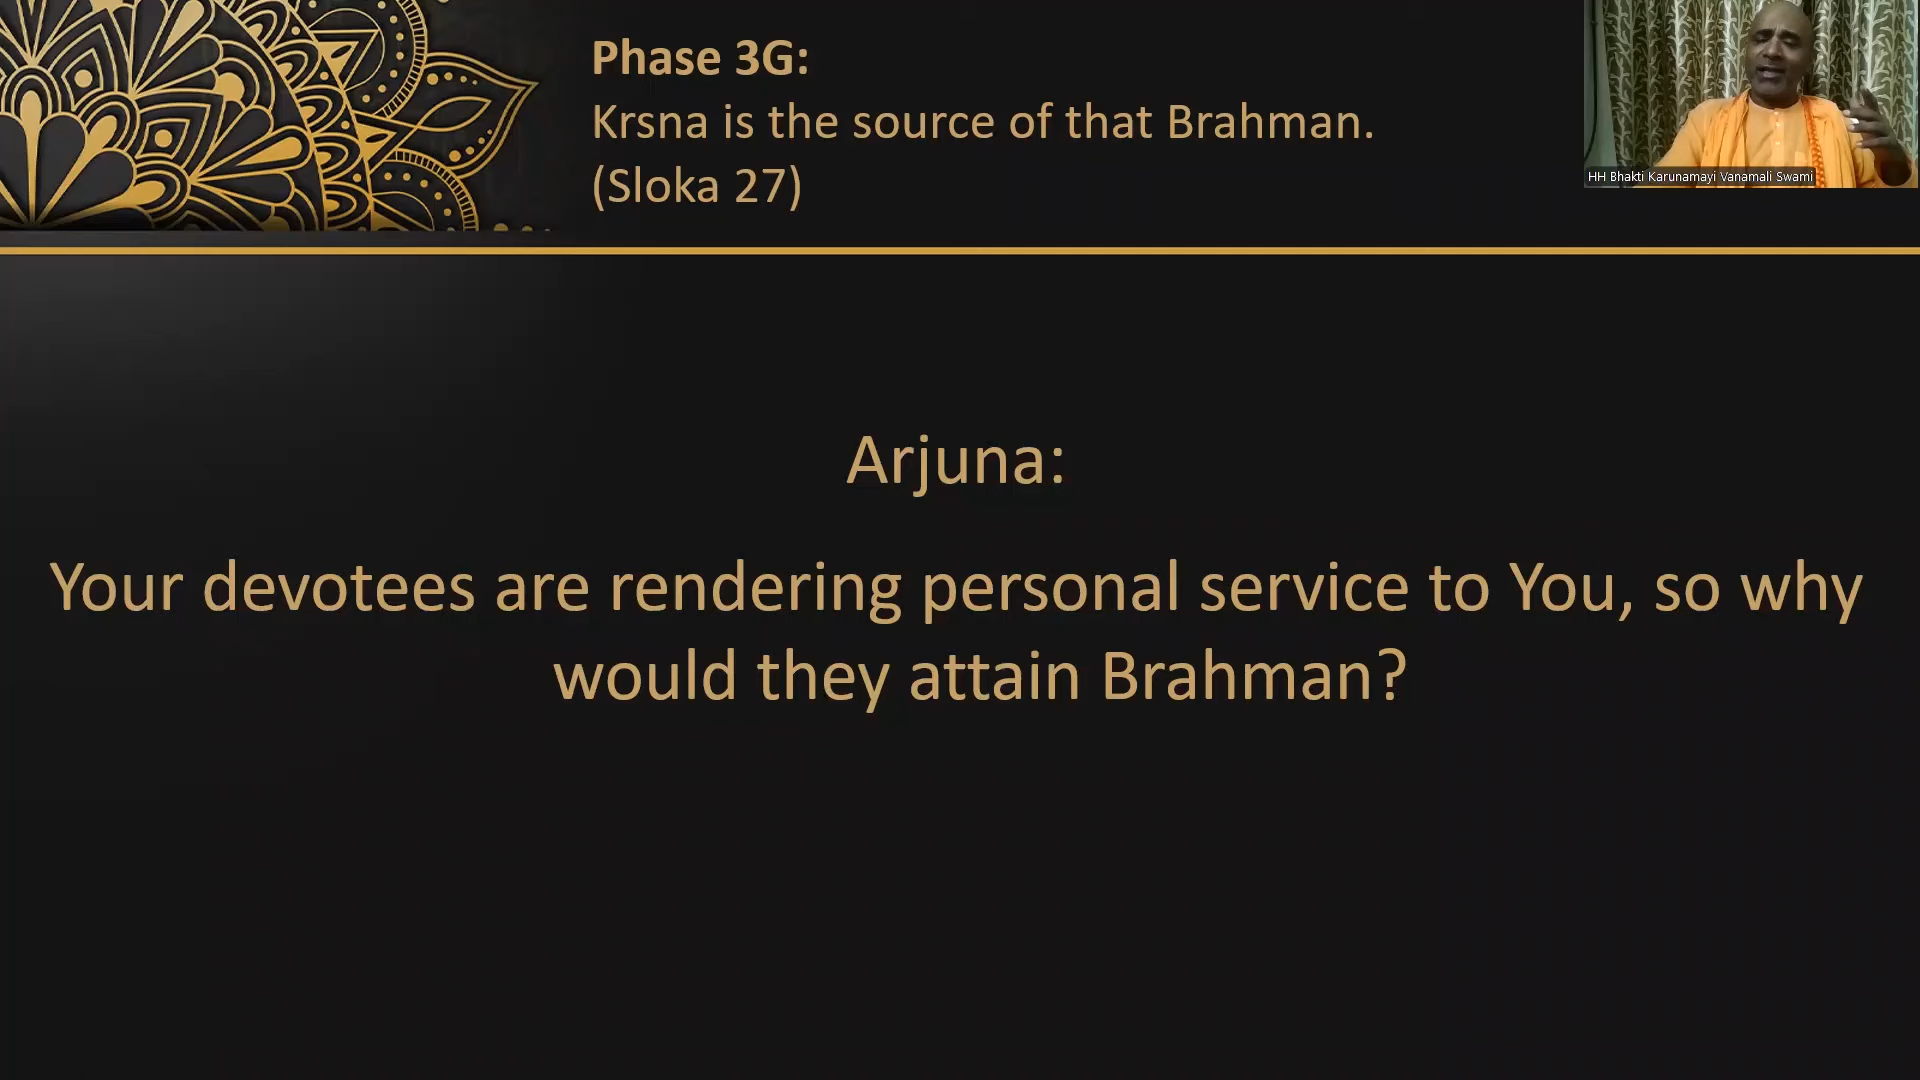 Phase 3G:
Krsna is the source of that Brahman.
(Sloka 27)
HH Bhakti Karunamayi Vanamali Swami
Arjuna:
Your devotees are rendering personal service to You, so why
would they attain Brahman?